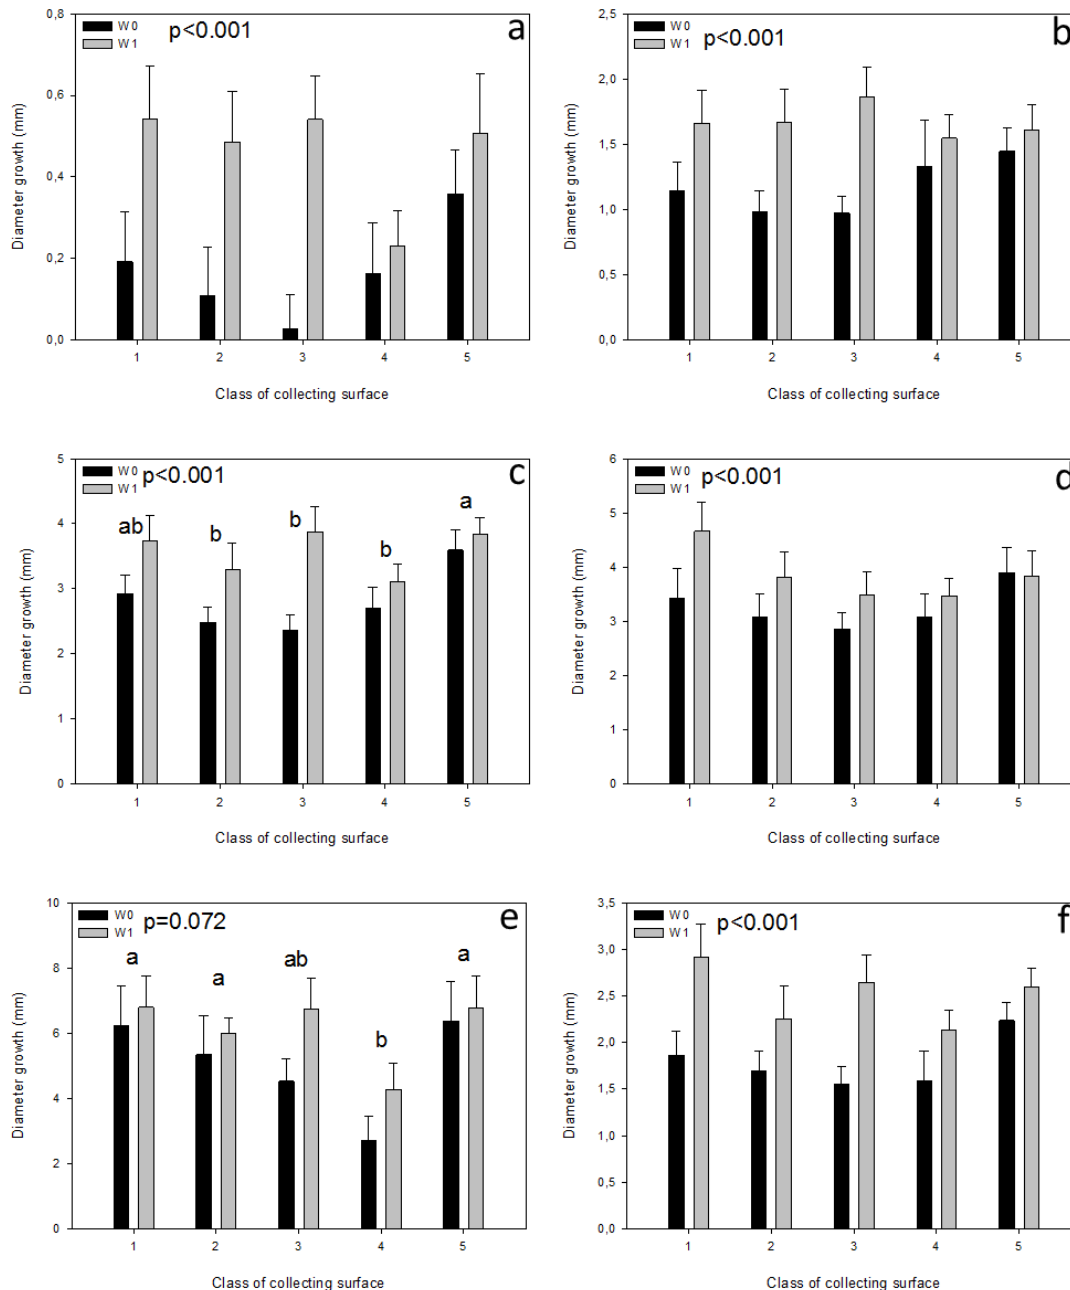 0,8
W0
W1
p<0.001
a
0,6
0,4
0,2
0,0
Diameter growth (mm)
1 2 3 4 5
Class of collecting surface
2,5
W0
W1
p<0.001
b
2,0
1,5
1,0
0,5
0,0
Diameter growth (mm)
1 2 3 4 5
Class of collecting surface
5
W0
W1
p<0.001
c
ab b b b a
4
3
2
1
0
Diameter growth (mm)
1 2 3 4 5
Class of collecting surface
6
W0
W1
p<0.001
d
5
4
3
2
1
0
Diameter growth (mm)
1 2 3 4 5
Class of collecting surface
10
W0
W1
p=0.072
e
a a ab b a
8
6
4
2
0
Diameter growth (mm)
1 2 3 4 5
Class of collecting surface
3,5
W0
W1
p<0.001
f
3,0
2,5
2,0
1,5
1,0
0,5
0,0
Diameter growth (mm)
1 2 3 4 5
Class of collecting surface